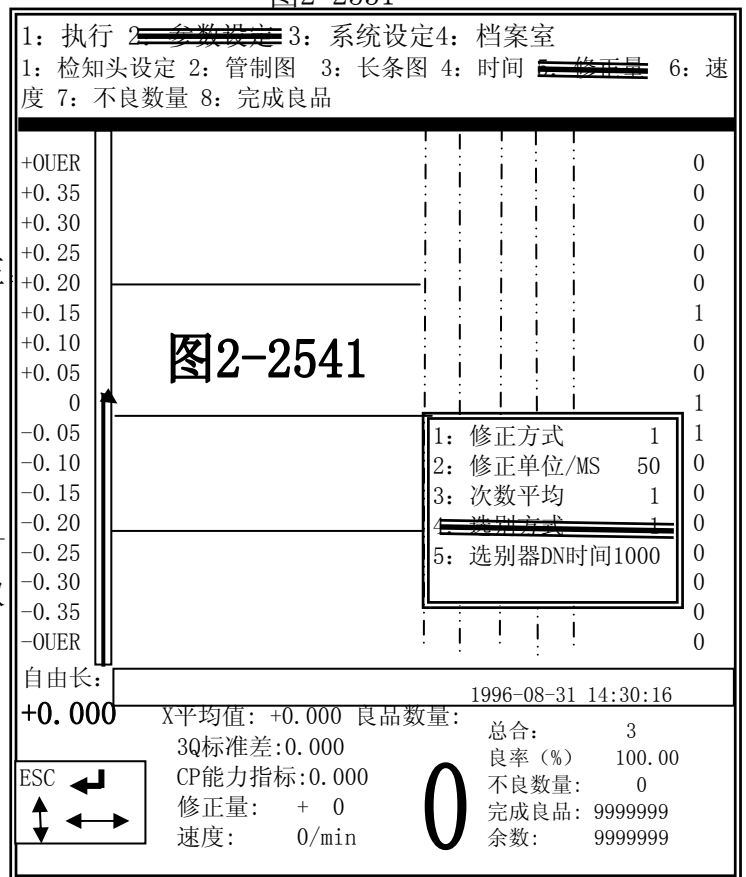 图2-2531
1: 执行 2: 参数设定 3: 系统设定4: 档案室
1: 检知头设定 2: 管制图 3: 长条图 4: 时间 5: 修正量 6: 速
度 7: 不良数量 8: 完成良品
+OUER 0
+0.35 0
+0.30 0
+0.25 0
+0.20 0
+0.15 1
+0.10 0
+0.05 0
0 1
-0.05 1
-0.10 0
-0.15 0
-0.20 0
-0.25 0
-0.30 0
-0.35 0
-OUER 0
图2-2541
1: 修正方式 1
2: 修正单位/MS 50
3: 次数平均 1
4: 选别方式 1
5: 选别器DN时间1000
自由长:
1996-08-31 14:30:16
+0.000
X平均值: +0.000 良品数量:
3Q标准差:0.000
CP能力指标:0.000
修正量: + 0
速度: 0/min
0
总合: 3
良率（%） 100.00
不良数量: 0
完成良品: 9999999
余数: 9999999
ESC